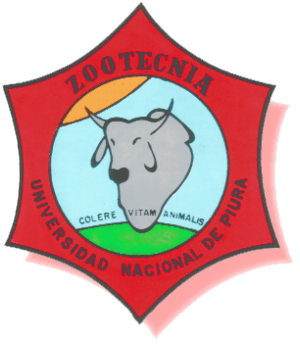 ZOOTECNIA
COLERE VITAM ANIMALIS
UNIVERSIDAD NACIONAL DE PIURA